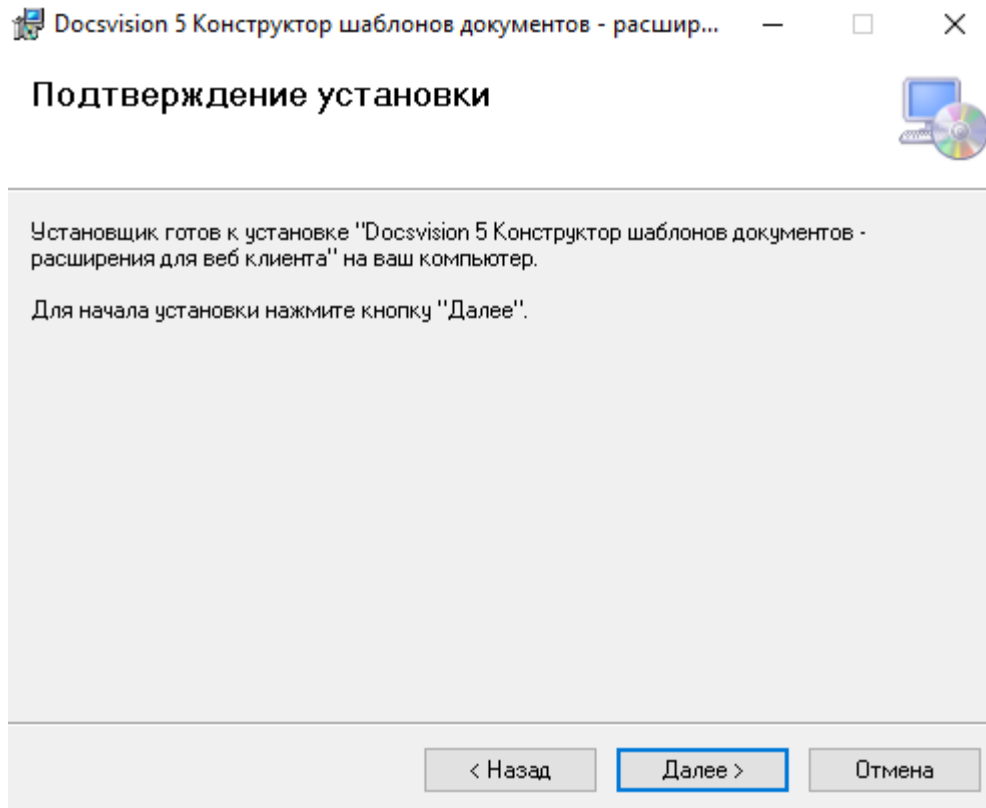 Docsvision 5 Конструктор шаблонов документов - расшир...
Подтверждение установки
Установщик готов к установке "Docsvision 5 Конструктор шаблонов документов -
расширения для веб клиента" на ваш компьютер.
Для начала установки нажмите кнопку "Далее".
< Назад
Далее >
Отмена